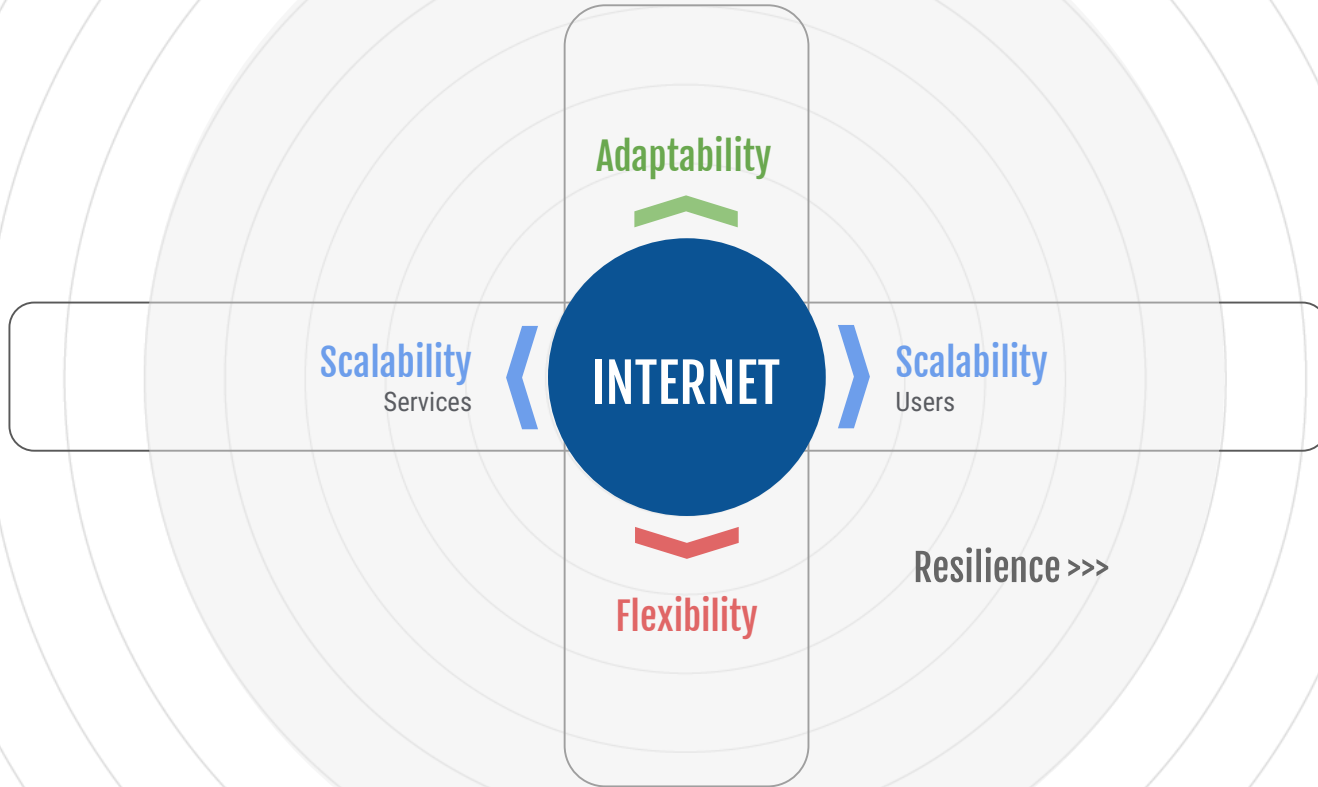 Adaptability
Scalability
Services
INTERNET
Scalability
Users
Resilience >>>
Flexibility